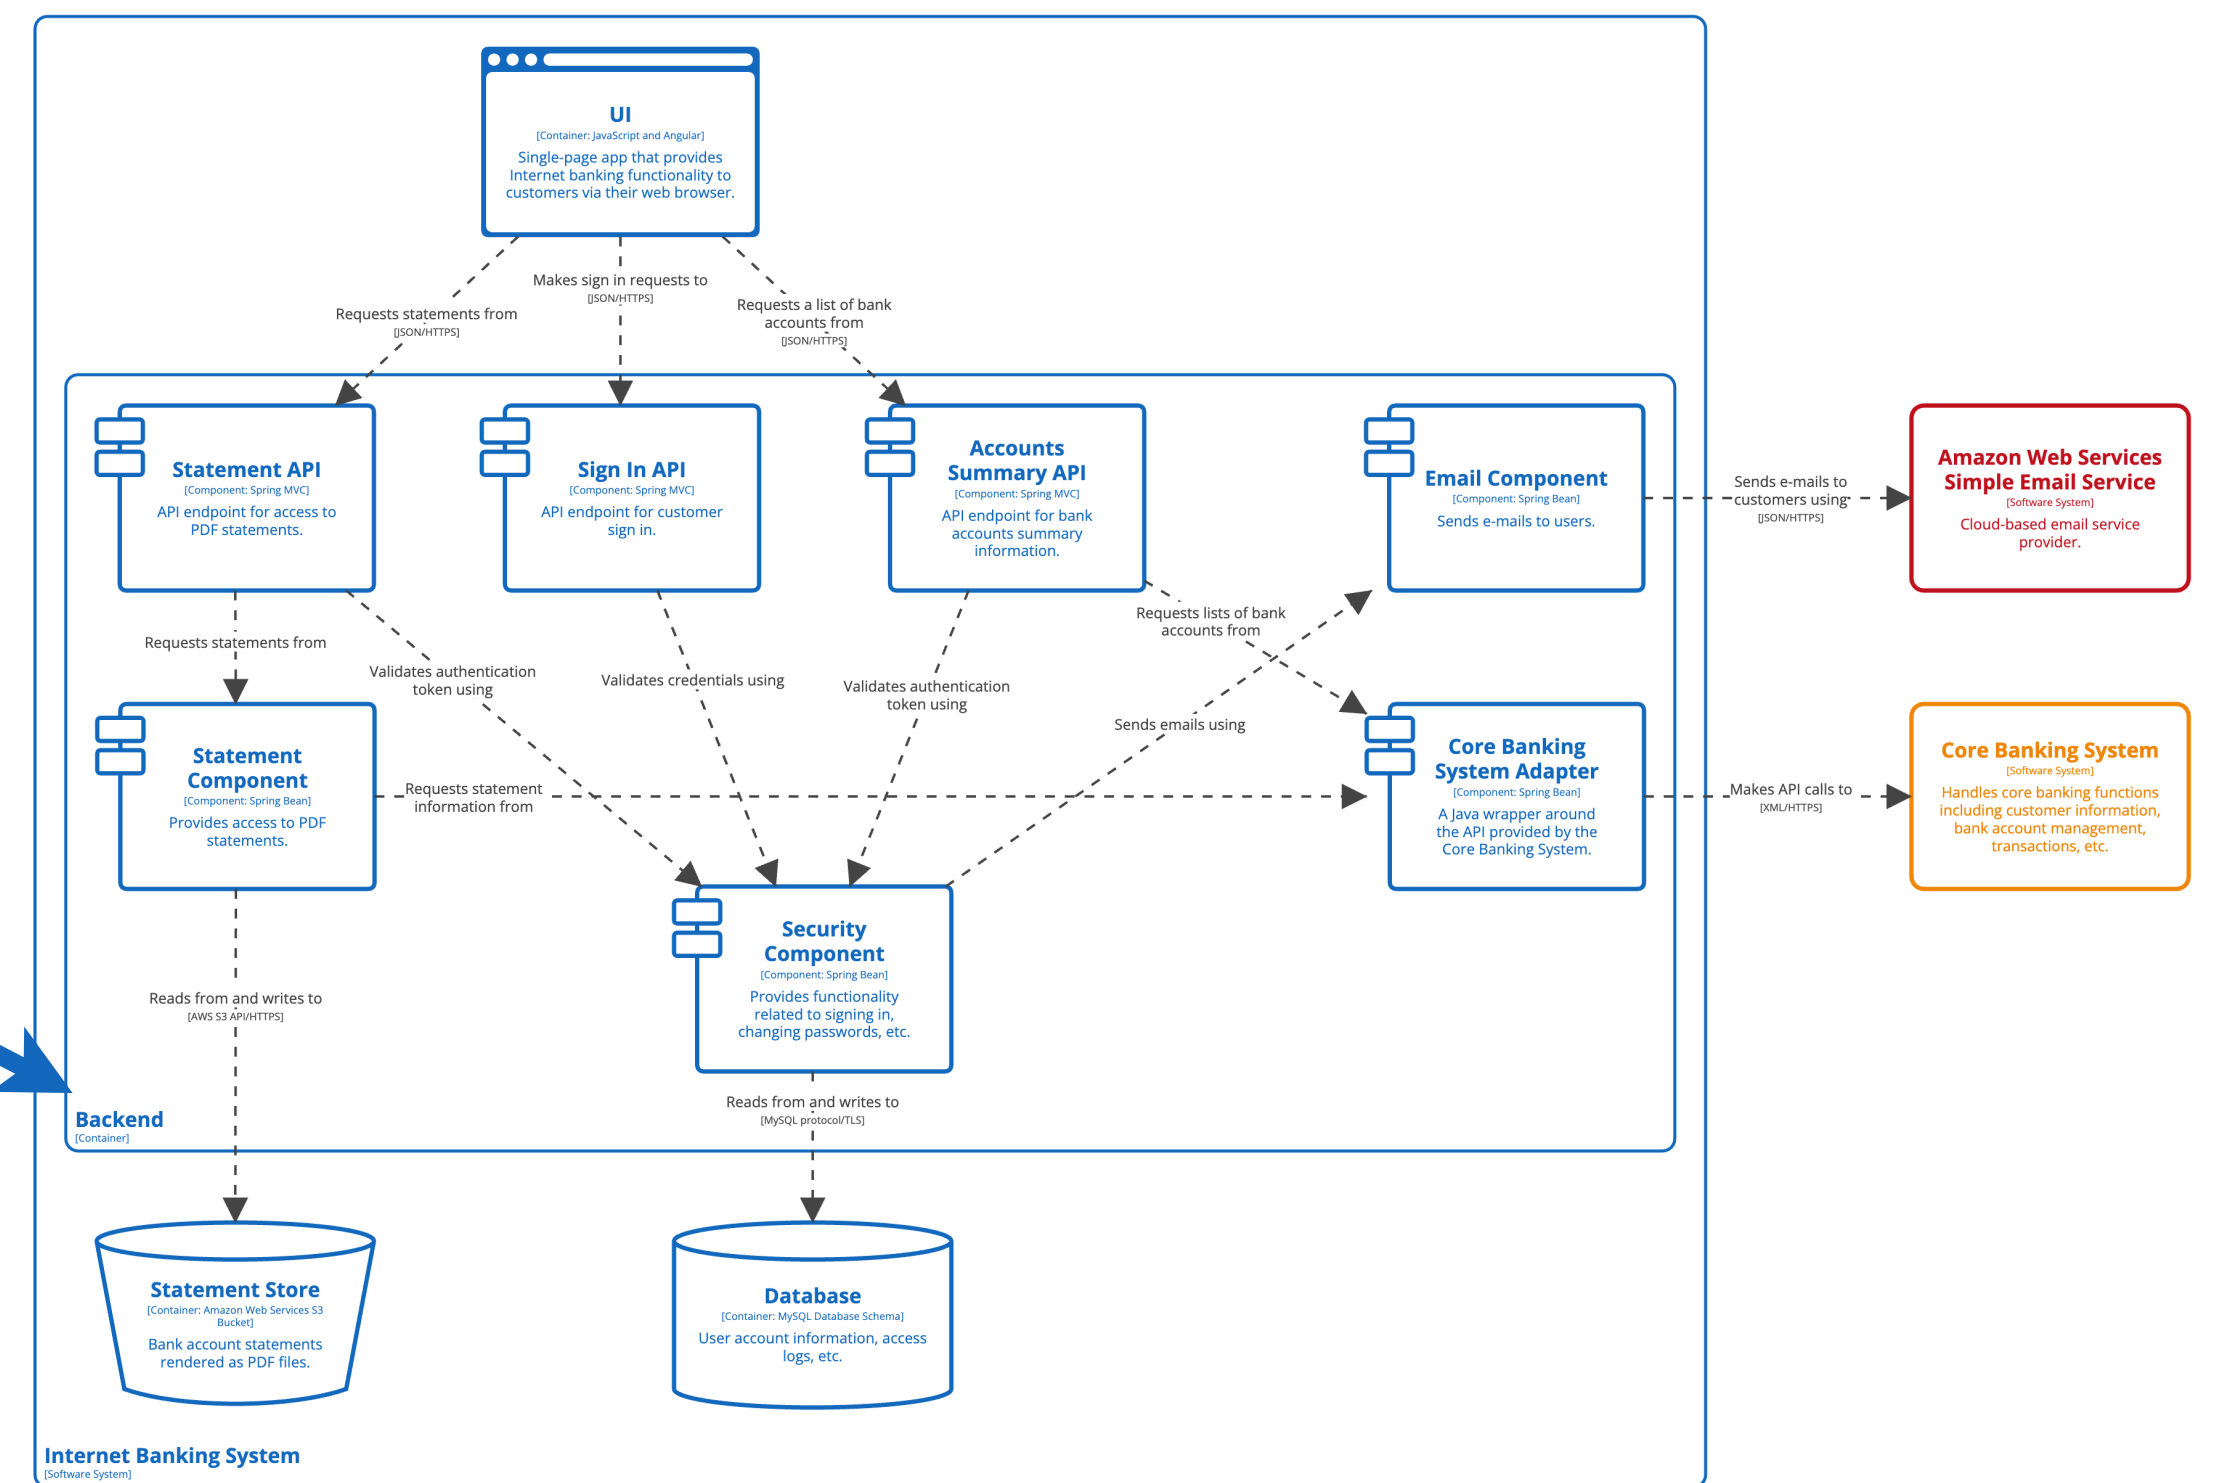 UI
[Container: JavaScript and Angular]
Single-page app that provides
Internet banking functionality to
customers via their web browser.
Requests statements from
[JSON/HTTPS]
Makes sign in requests to
[JSON/HTTPS]
Requests a list of bank
accounts from
[JSON/HTTPS]
Statement API
[Component: Spring MVC]
API endpoint for access to
PDF statements.
Sign In API
[Component: Spring MVC]
API endpoint for customer
sign in.
Accounts
Summary API
[Component: Spring MVC]
API endpoint for bank
accounts summary
information.
Email Component
[Component: Spring Bean]
Sends e-mails to users.
Sends e-mails to
customers using
[JSON/HTTPS]
Amazon Web Services
Simple Email Service
[Software System]
Cloud-based email service
provider.
Requests statements from
Validates authentication
token using
Validates credentials using
Validates authentication
token using
Requests lists of bank
accounts from
Sends emails using
Statement
Component
[Component: Spring Bean]
Provides access to PDF
statements.
Requests statement
information from
Core Banking
System Adapter
[Component: Spring Bean]
A Java wrapper around
the API provided by the
Core Banking System.
Makes API calls to
[XML/HTTPS]
Core Banking System
[Software System]
Handles core banking functions
including customer information,
bank account management,
transactions, etc.
Security
Component
[Component: Spring Bean]
Provides functionality
related to signing in,
changing passwords, etc.
Reads from and writes to
[AWS S3 API/HTTPS]
Reads from and writes to
[MySQL protocol/TLS]
Backend
[Container]
Statement Store
[Container: Amazon Web Services S3
Bucket]
Bank account statements
rendered as PDF files.
Database
[Container: MySQL Database Schema]
User account information, access
logs, etc.
Internet Banking System
[Software System]